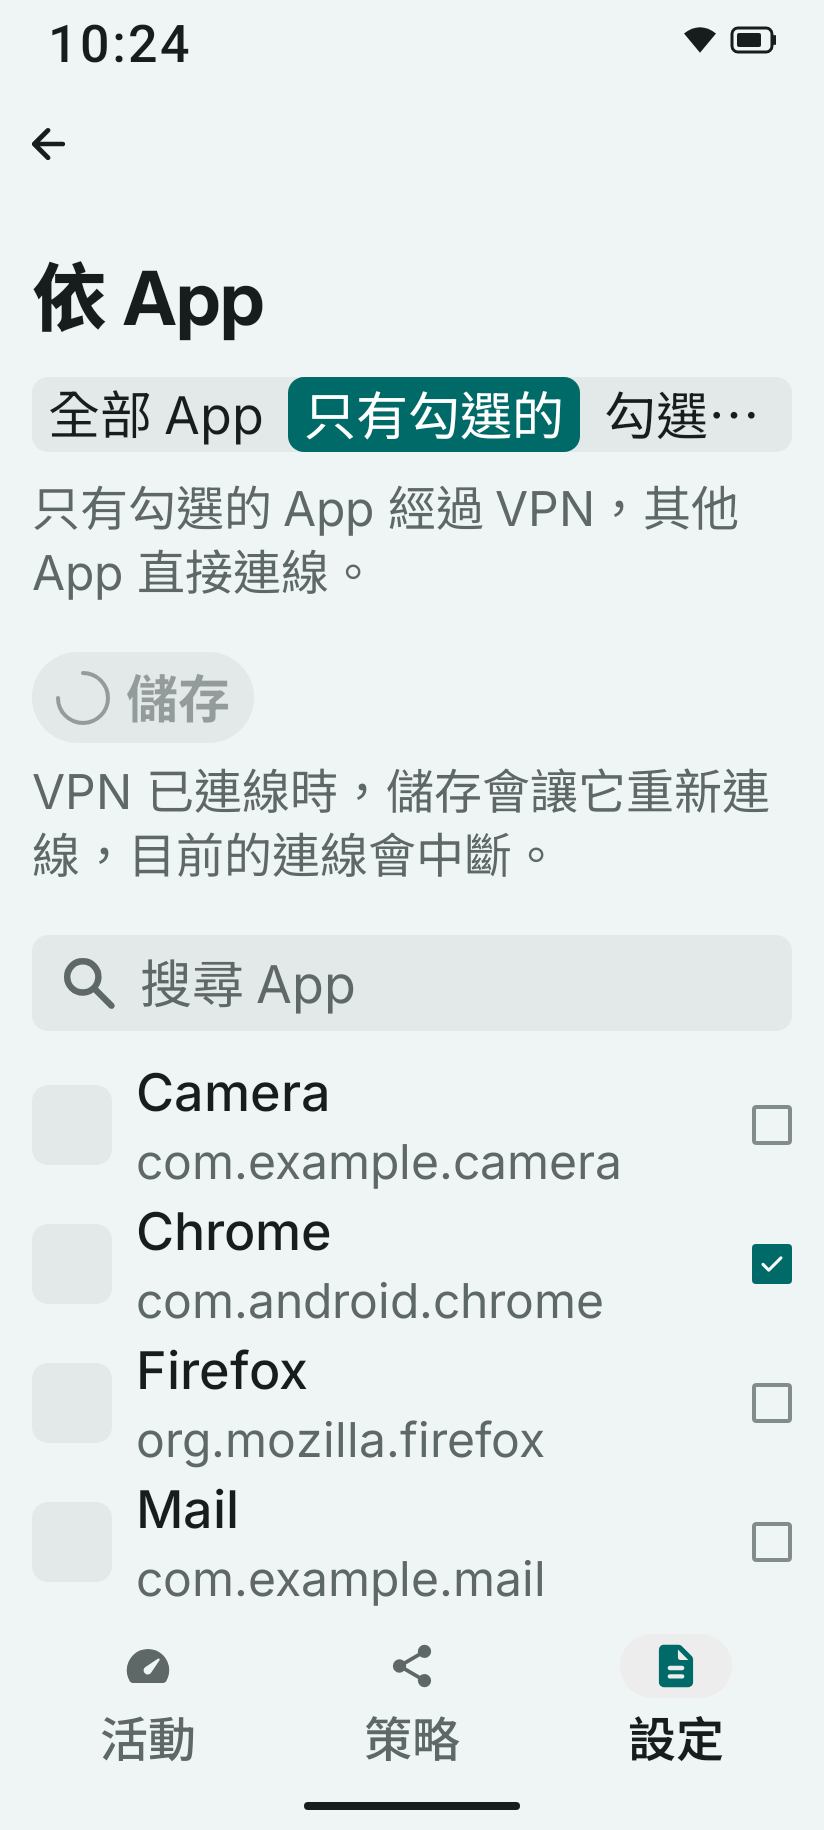 10:24
依 App
全部 App
只有勾選的
勾選…
只有勾選的 App 經過 VPN，其他
App 直接連線。
儲存
VPN 已連線時，儲存會讓它重新連
線，目前的連線會中斷。
搜尋 App
Camera
com.example.camera
Chrome
com.android.chrome
Firefox
org.mozilla.firefox
Mail
com.example.mail
活動
策略
設定